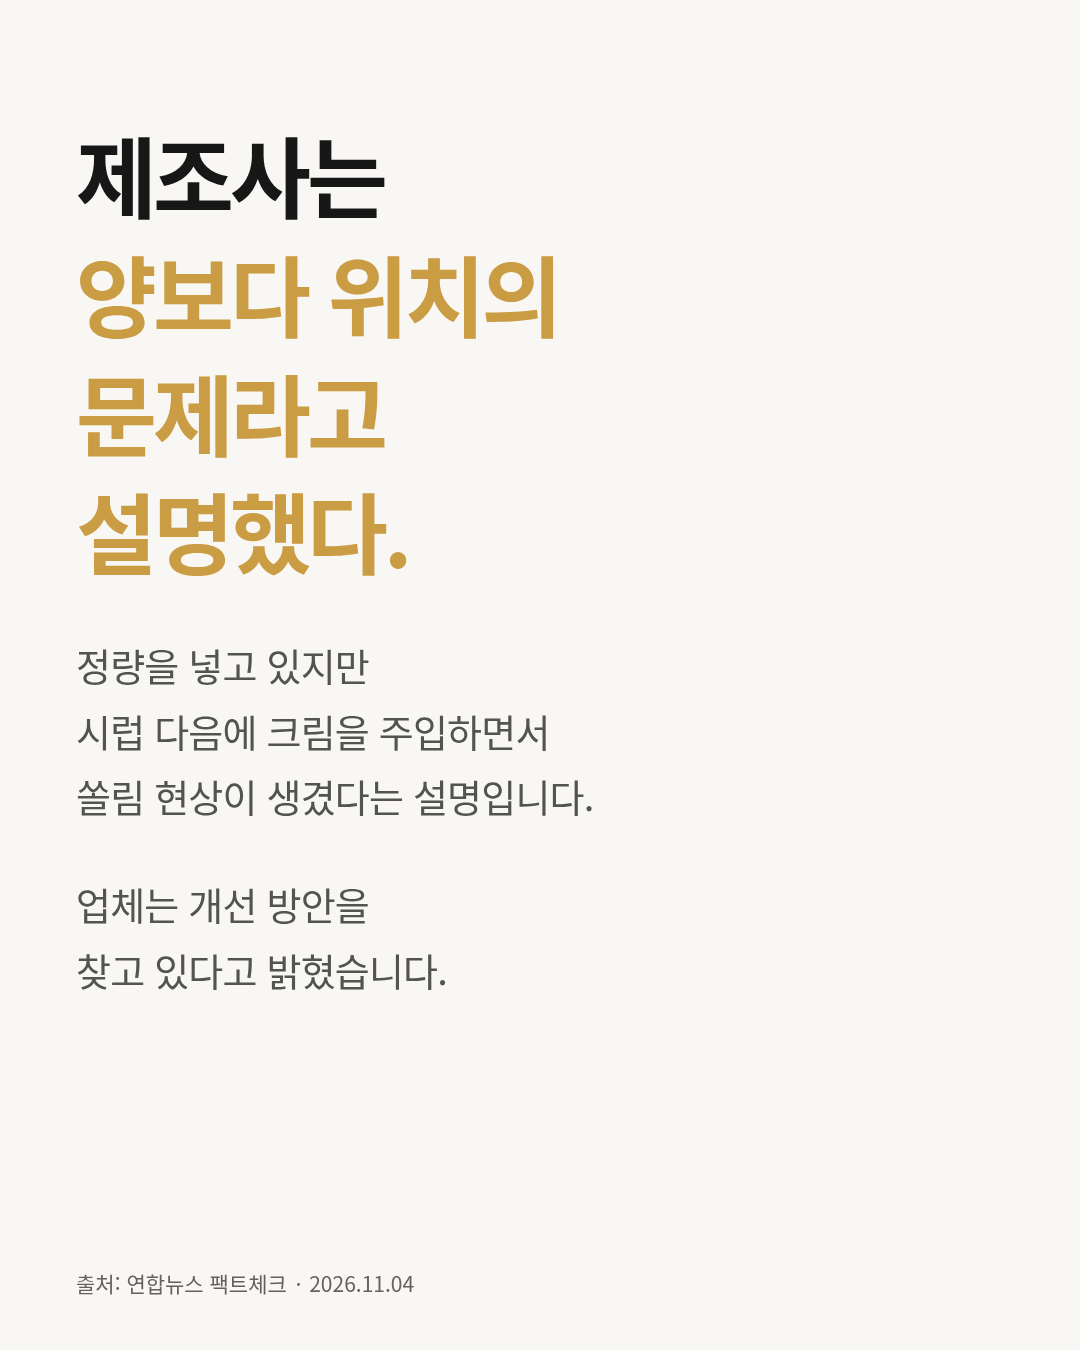 제조사는
양보다 위치의
문제라고
설명했다.
정량을 넣고 있지만
시럽 다음에 크림을 주입하면서
쏠림 현상이 생겼다는 설명입니다.
업체는 개선 방안을
찾고 있다고 밝혔습니다.
출처: 연합뉴스 팩트체크 · 2026.11.04